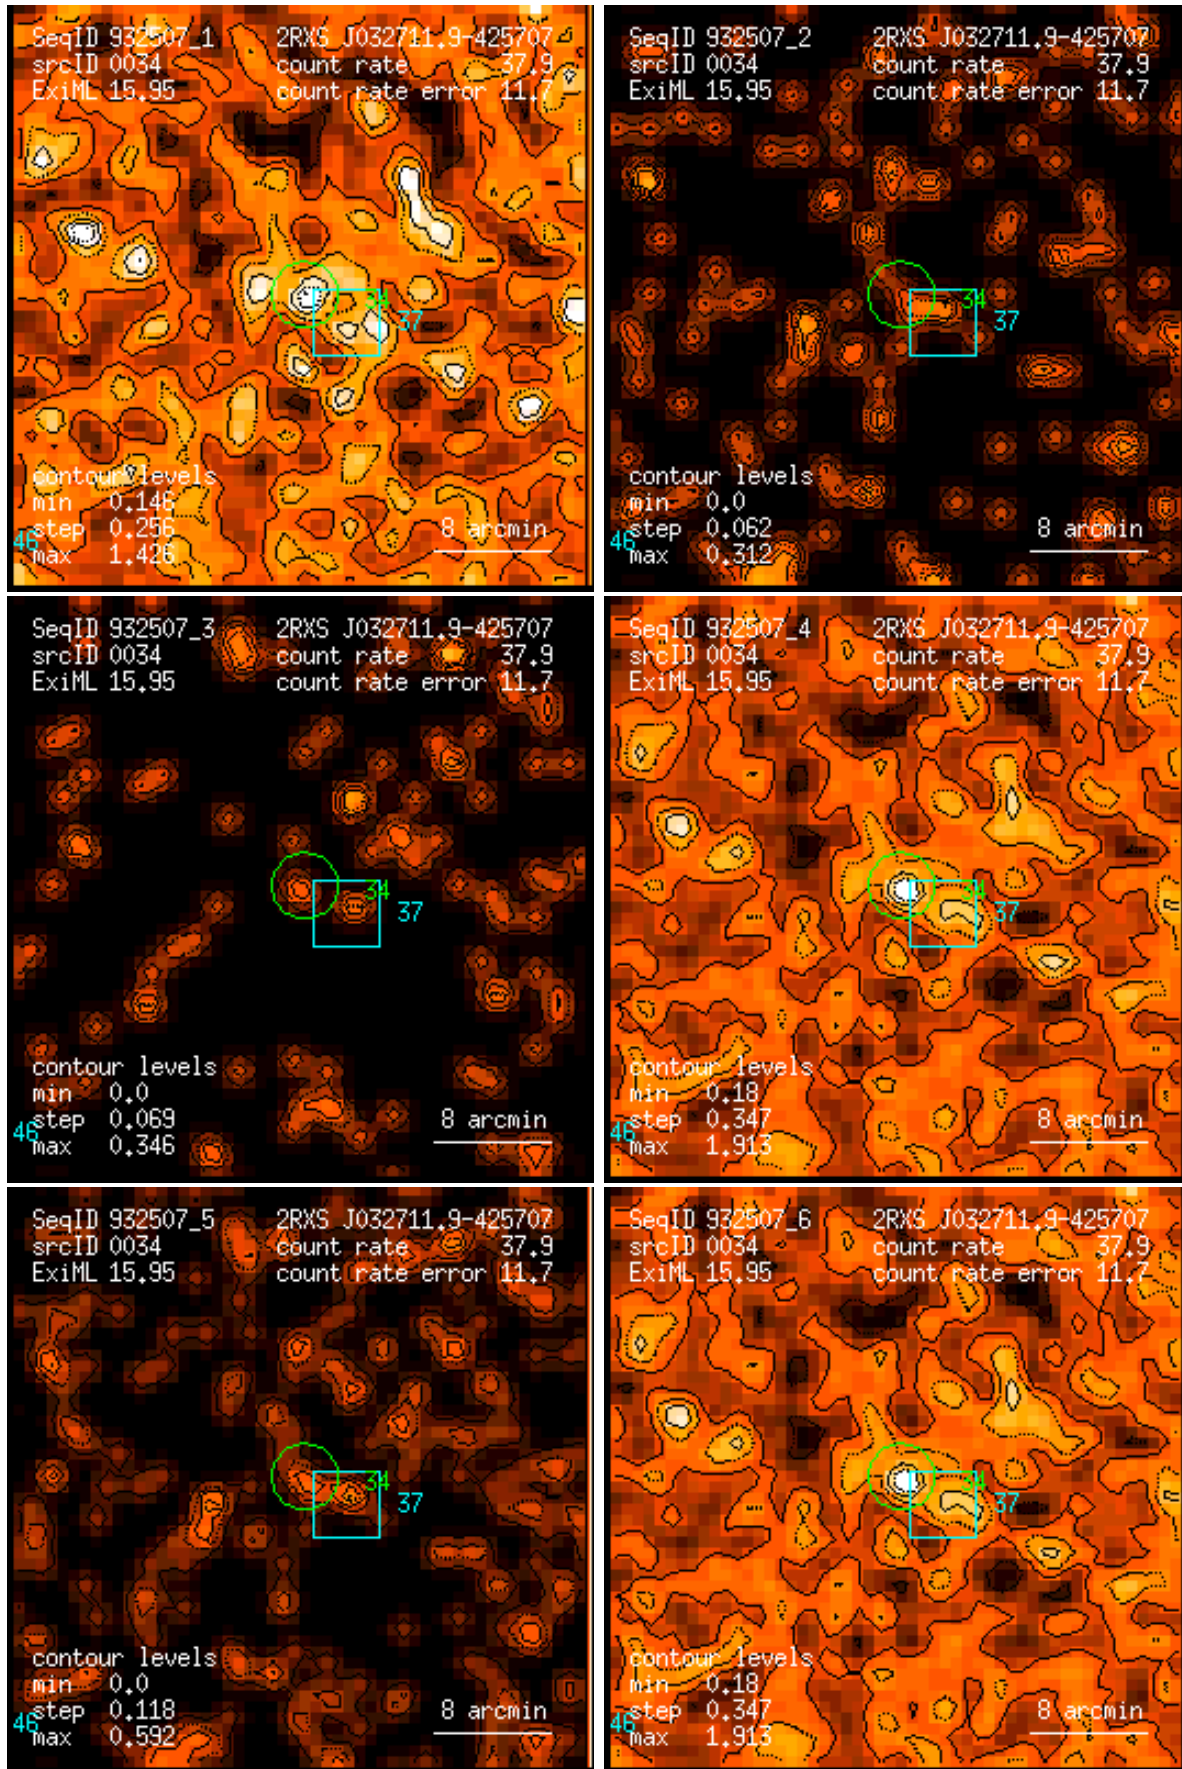 SeqID 932507_1 2RXS J032711.9-425707
srcID 0034 count rate 37.9
ExiML 15.95 count rate error 11.7
34
37
contour levels
min 0.146
step 0.256
max 1.426
46
8 arcmin
SeqID 932507_2 2RXS J032711.9-425707
srcID 0034 count rate 37.9
ExiML 15.95 count rate error 11.7
34
37
contour levels
min 0.0
step 0.062
max 0.312
46
8 arcmin
SeqID 932507_3 2RXS J032711.9-425707
srcID 0034 count rate 37.9
ExiML 15.95 count rate error 11.7
34
37
contour levels
min 0.0
step 0.069
max 0.346
46
8 arcmin
SeqID 932507_4 2RXS J032711.9-425707
srcID 0034 count rate 37.9
ExiML 15.95 count rate error 11.7
34
37
contour levels
min 0.18
step 0.347
max 1.913
46
8 arcmin
SeqID 932507_5 2RXS J032711.9-425707
srcID 0034 count rate 37.9
ExiML 15.95 count rate error 11.7
34
37
contour levels
min 0.0
step 0.118
max 0.592
46
8 arcmin
SeqID 932507_6 2RXS J032711.9-425707
srcID 0034 count rate 37.9
ExiML 15.95 count rate error 11.7
34
37
contour levels
min 0.18
step 0.347
max 1.913
46
8 arcmin